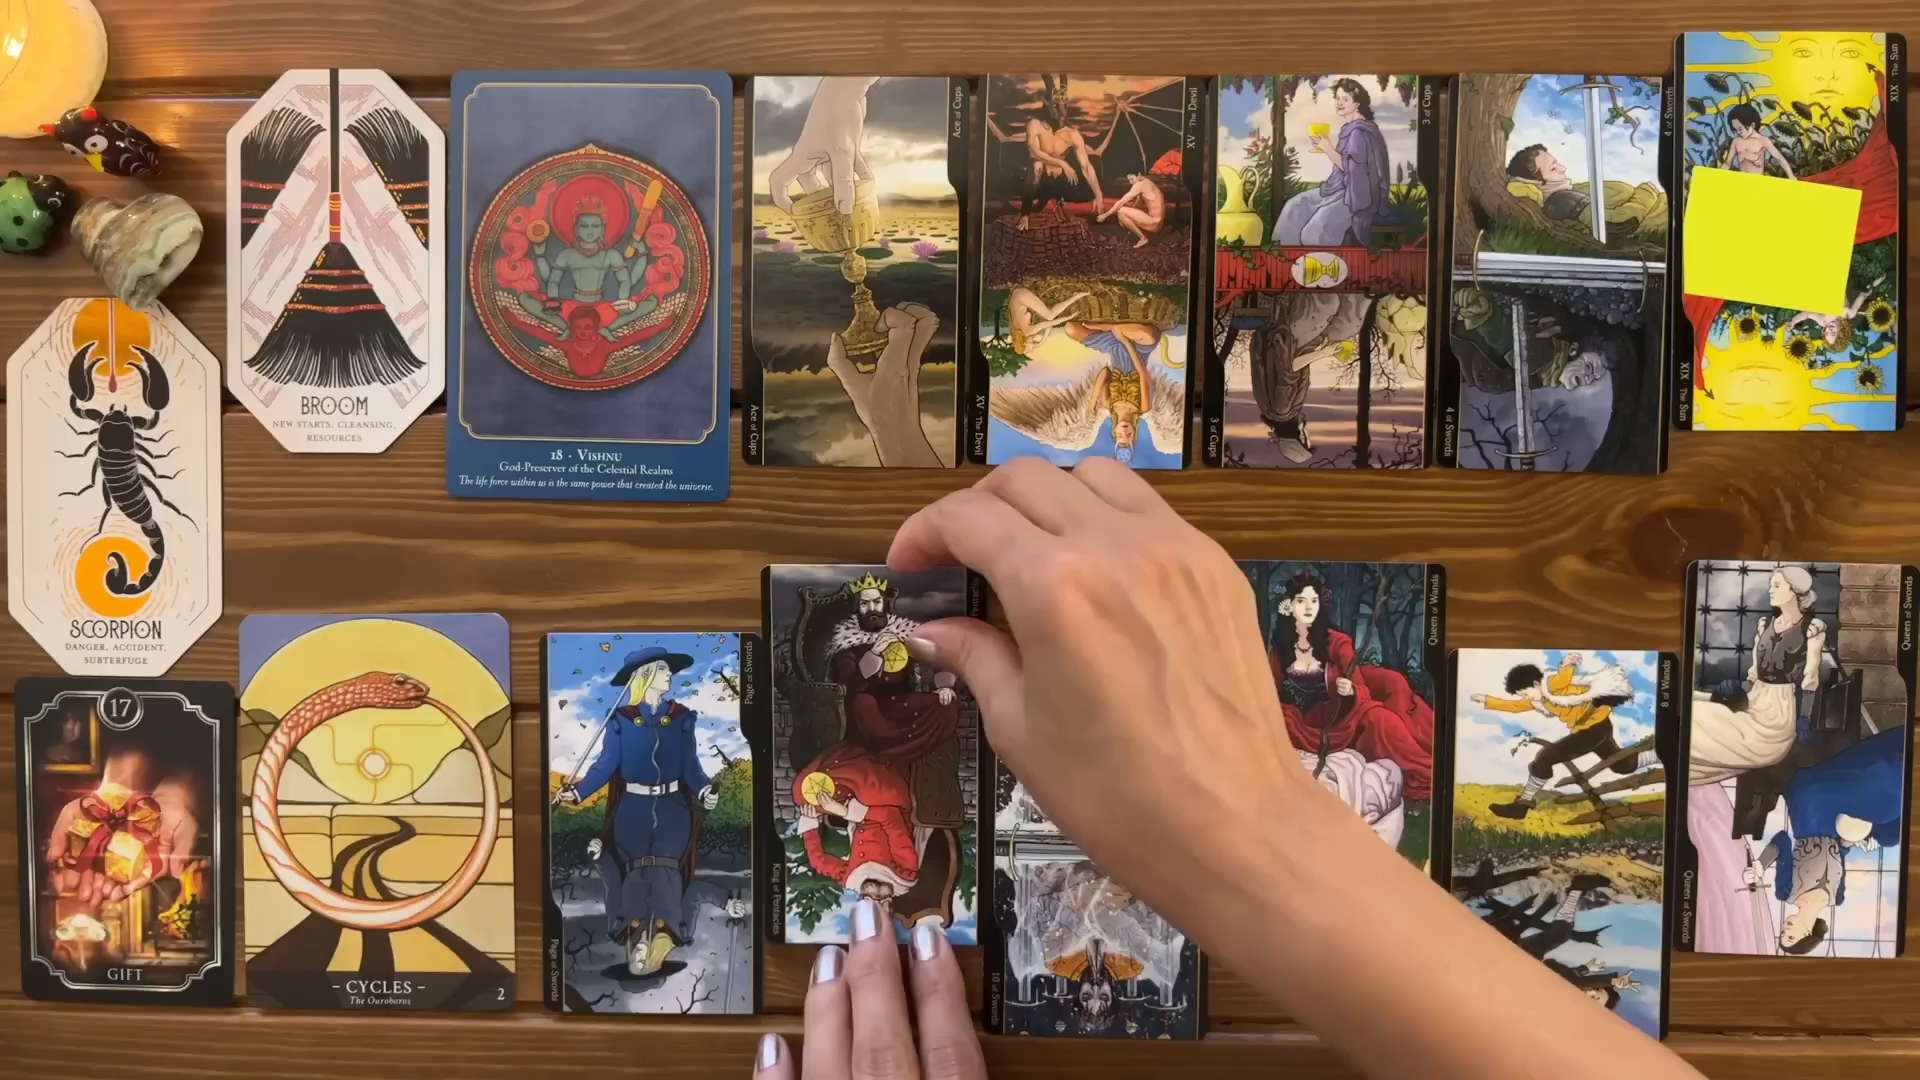 BROOM
NEW STARTS, CLEANSING,
RESOURCES
18 · VISHNU
God-Preserver of the Celestial Realms
The life force within us is the same power that created the universe.
Ace of Cups
Ace of Cups
XV · The Devil
XV · The Devil
3 of Cups
3 of Cups
4 of Swords
4 of Swords
XIX The Sun
XIX The Sun
SCORPION
DANGER, ACCIDENT,
SUBTERFUGE
17
GIFT
- CYCLES -
The Ouroboros
2
Page of Swords
Page of Swords
Pentacles
King of Pentacles
10 of Swords
Queen of Wands
8 of Wands
Queen of Swords
Queen of Swords